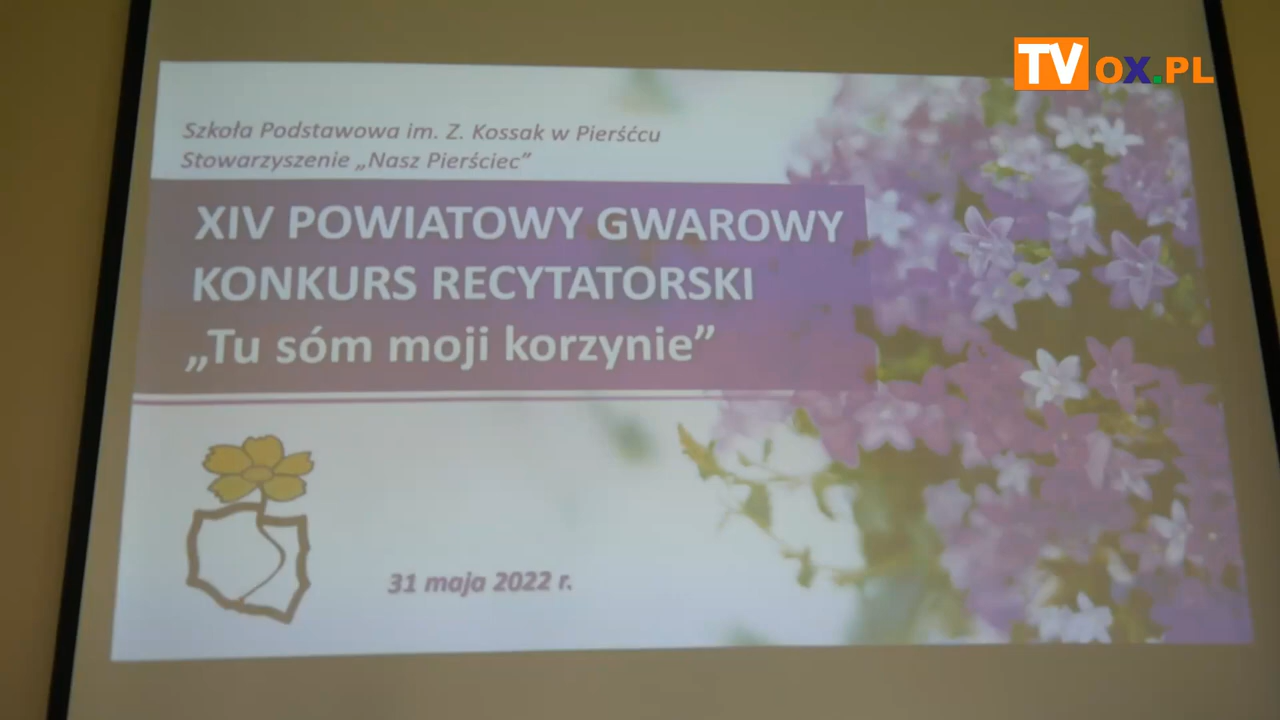 TVOX.PL
Szkoła Podstawowa im. Z. Kossak w Pierśćcu
Stowarzyszenie „Nasz Pierściec”
XIV POWIATOWY GWAROWY
KONKURS RECYTATORSKI
„Tu sóm moji korzynie”
31 maja 2022 r.